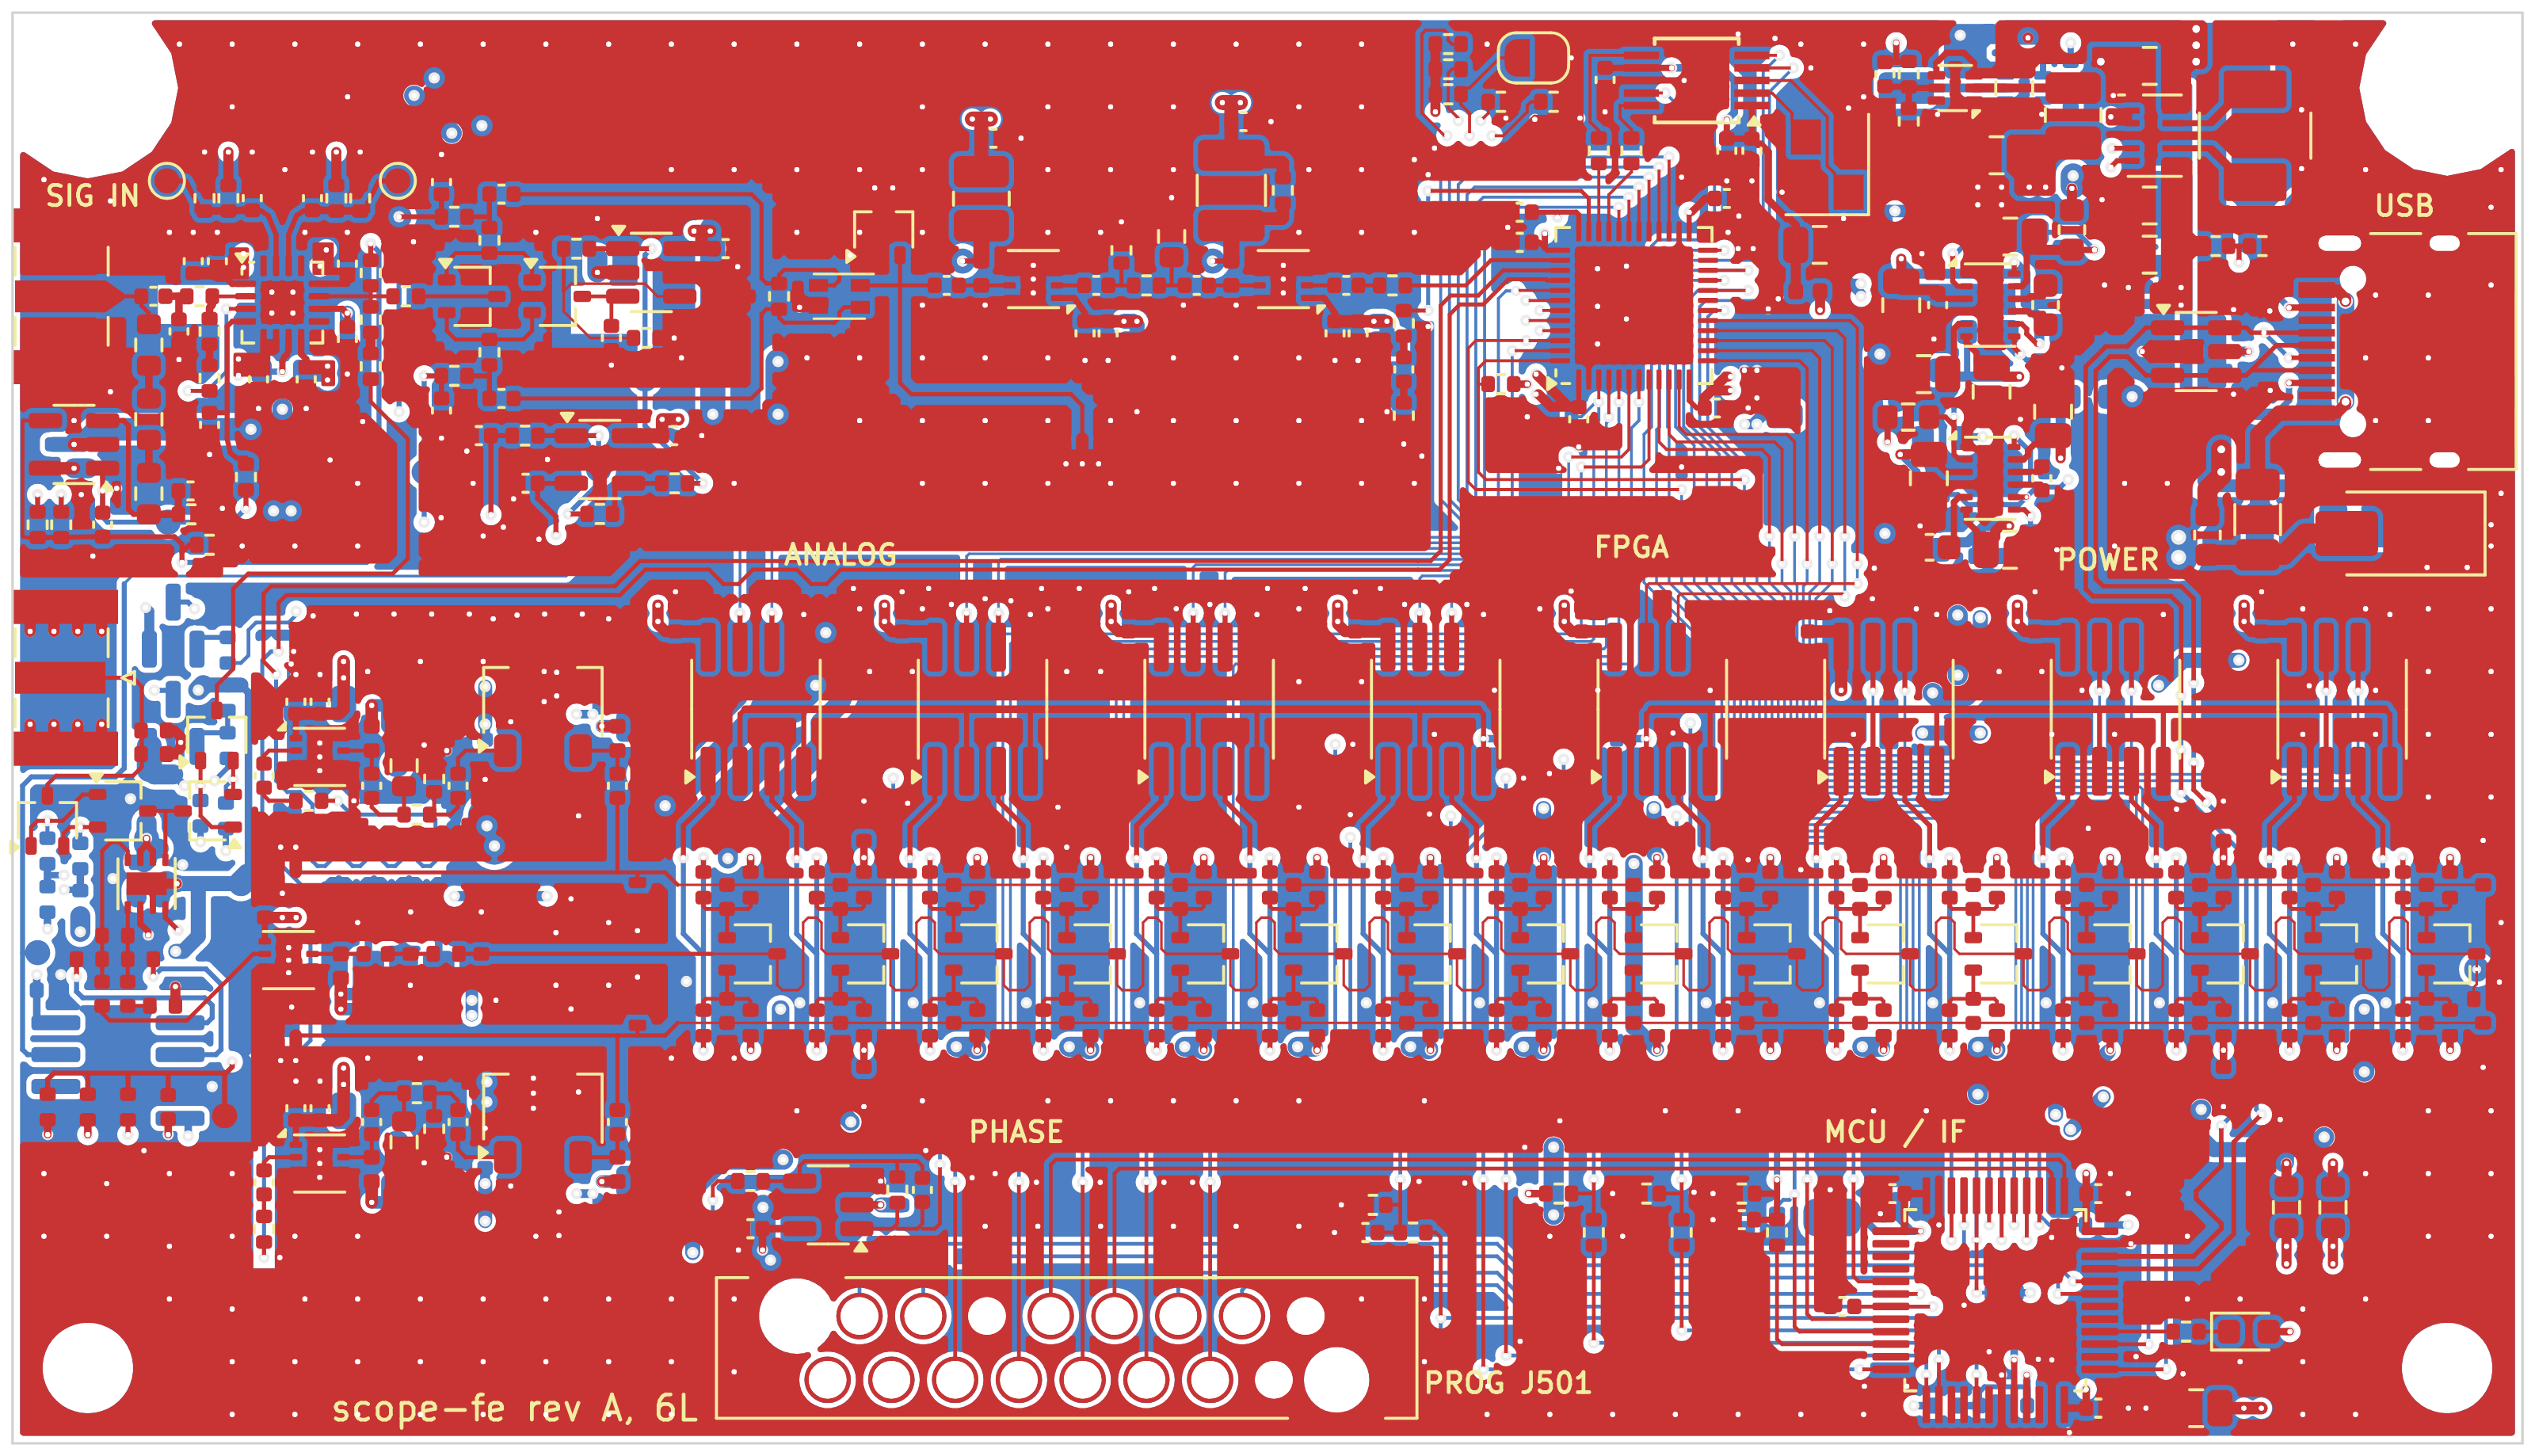 SIG IN
USB
ANALOG
FPGA
POWER
PHASE
MCU / IF
PROG J501
scope-fe rev A, 6L